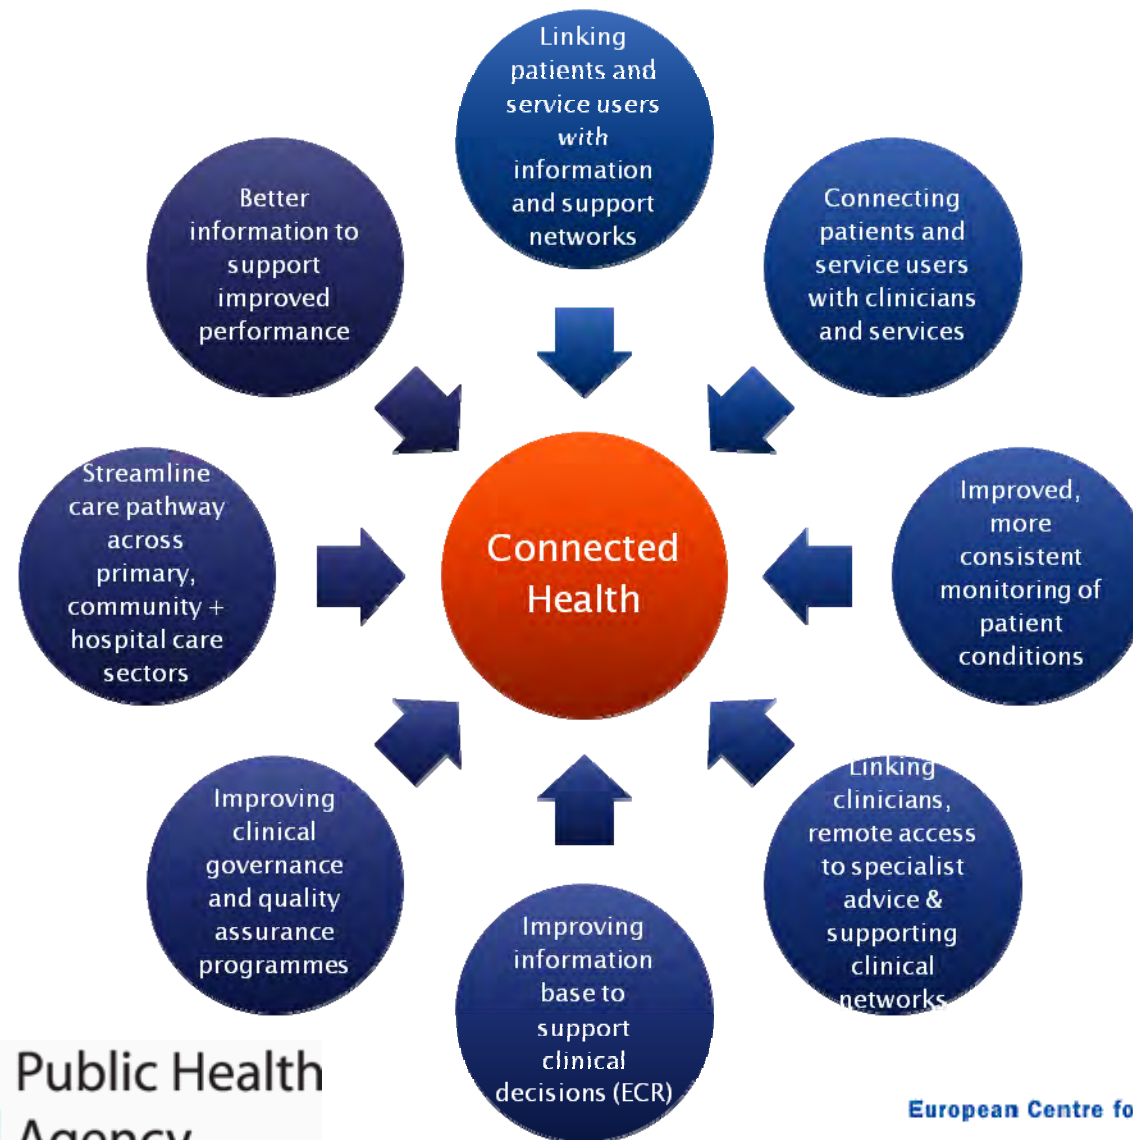 Linking
patients and
service users
with
information
and support
networks
Connecting
patients and
service users
with clinicians
and services
Improved,
more
consistent
monitoring of
patient
conditions
Linking
clinicians,
remote access
to specialist
advice &
supporting
clinical
networks
Improving
information
base to
support
clinical
decisions (ECR)
Improving
clinical
governance
and quality
assurance
programmes
Streamline
care pathway
across
primary,
community +
hospital care
sectors
Better
information to
support
improved
performance
Connected
Health
Public Health
Agency
European Centre fo